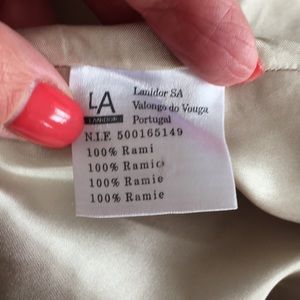 LA
LANIDOR
Lanidor SA
Valongo do Vouga
Portugal
N.I.F. 500165149
100% Rami
100% Ramio
100% Ramie
100% Ramie